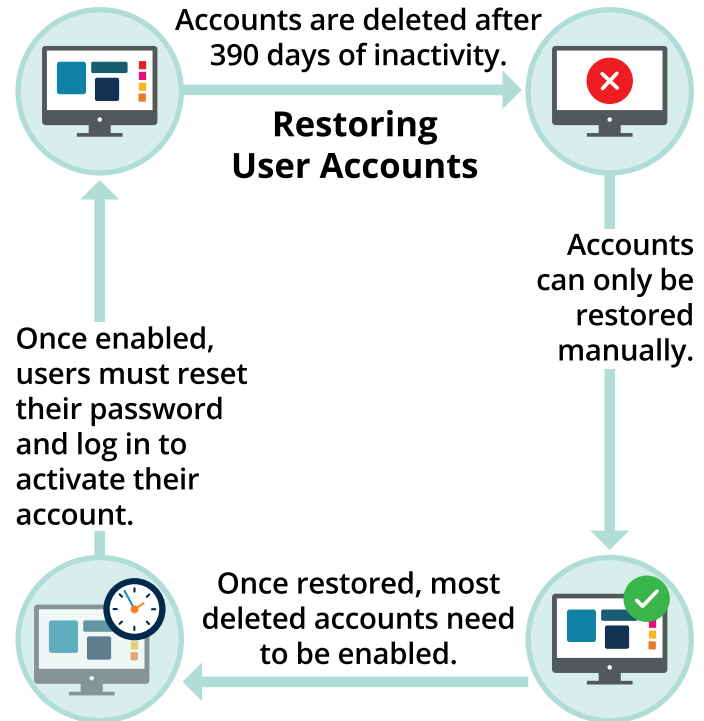 Accounts are deleted after
390 days of inactivity.
Restoring
User Accounts
Accounts
can only be
restored
manually.
Once restored, most
deleted accounts need
to be enabled.
Once enabled,
users must reset
their password
and log in to
activate their
account.